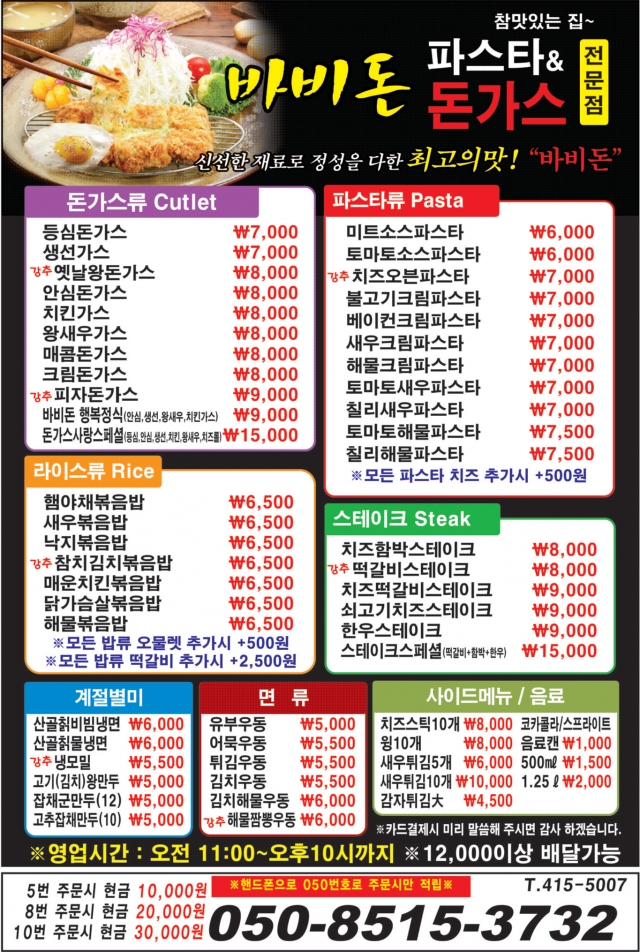 참맛있는 집~
바비돈 파스타& 돈가스 전문점
신선한 재료로 정성을 다한 최고의맛! "바비돈"
돈가스류 Cutlet
등심돈가스 ₩7,000
생선가스 ₩7,000
강추 옛날왕돈가스 ₩8,000
안심돈가스 ₩8,000
치킨가스 ₩8,000
왕새우가스 ₩8,000
매콤돈가스 ₩8,000
크림돈가스 ₩8,000
강추 피자돈가스 ₩9,000
바비돈 행복정식(안심,생선,왕새우,치킨가스) ₩9,000
돈가스사랑스페셜(등심,안심,생선,치킨,왕새우,치즈롤) ₩15,000
파스타류 Pasta
미트소스파스타 ₩6,000
토마토소스파스타 ₩6,000
강추 치즈오븐파스타 ₩7,000
불고기크림파스타 ₩7,000
베이컨크림파스타 ₩7,000
새우크림파스타 ₩7,000
해물크림파스타 ₩7,000
토마토새우파스타 ₩7,000
칠리새우파스타 ₩7,000
토마토해물파스타 ₩7,500
칠리해물파스타 ₩7,500
※모든 파스타 치즈 추가시 +500원
라이스류 Rice
햄야채볶음밥 ₩6,500
새우볶음밥 ₩6,500
낙지볶음밥 ₩6,500
강추 참치김치볶음밥 ₩6,500
매운치킨볶음밥 ₩6,500
닭가슴살볶음밥 ₩6,500
해물볶음밥 ₩6,500
※모든 밥류 오물렛 추가시 +500원
※모든 밥류 떡갈비 추가시 +2,500원
스테이크 Steak
치즈함박스테이크 ₩8,000
강추 떡갈비스테이크 ₩8,000
치즈떡갈비스테이크 ₩9,000
쇠고기치즈스테이크 ₩9,000
한우스테이크 ₩9,000
스테이크스페셜(떡갈비+함박+한우) ₩15,000
계절별미
산골칡비빔냉면 ₩6,000
산골칡물냉면 ₩6,000
강추 냉모밀 ₩5,500
고기(김치)왕만두 ₩5,000
잡채군만두(12) ₩5,000
고추잡채만두(10) ₩5,000
면 류
유부우동 ₩5,000
어묵우동 ₩5,500
튀김우동 ₩5,500
김치우동 ₩5,500
김치해물우동 ₩6,000
강추 해물짬뽕우동 ₩6,000
사이드메뉴 / 음료
치즈스틱10개 ₩8,000 코카콜라/스프라이트
윙10개 ₩8,000 음료캔 ₩1,000
새우튀김5개 ₩6,000 500㎖ ₩1,500
새우튀김10개 ₩10,000 1.25 ℓ ₩2,000
감자튀김大 ₩4,500
※카드결제시 미리 말씀해 주시면 감사 하겠습니다.
※영업시간 : 오전 11:00~오후10시까지 ※12,000이상 배달가능
5번 주문시 현금 10,000원
8번 주문시 현금 20,000원
10번 주문시 현금 30,000원
※핸드폰으로 050번호로 주문시만 적립※
T.415-5007
050-8515-3732